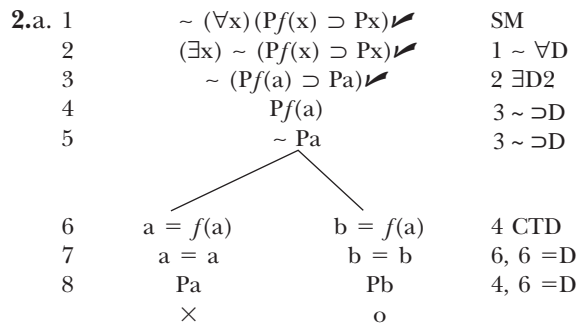 2.a. 1 ~ (∀x)(Pf(x) ⊃ Px)✔ SM
2 (∃x) ~ (Pf(x) ⊃ Px)✔ 1 ~ ∀D
3 ~ (Pf(a) ⊃ Pa)✔ 2 ∃D2
4 Pf(a) 3 ~ ⊃D
5 ~ Pa 3 ~ ⊃D
6 a = f(a) b = f(a) 4 CTD
7 a = a b = b 6, 6 =D
8 Pa Pb 4, 6 =D
× o